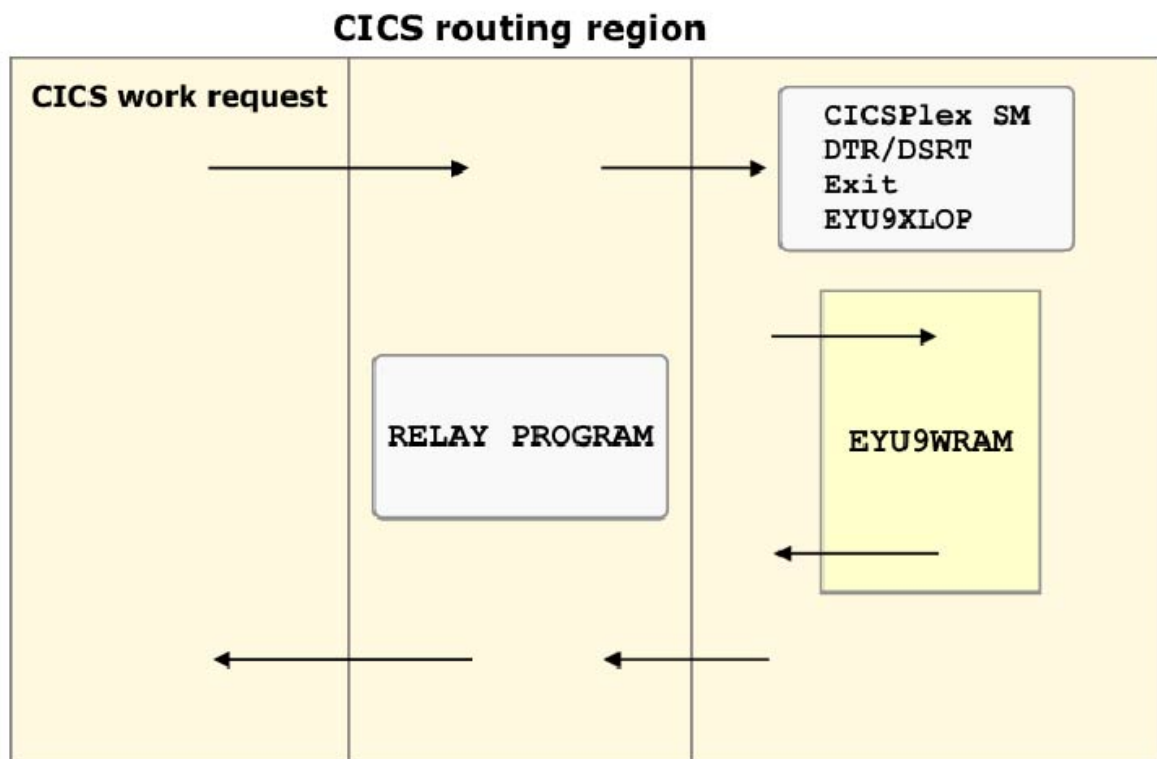 CICS routing region
CICS work request
CICSPlex SM
DTR/DSRT
Exit
EYU9XLOP
RELAY PROGRAM
EYU9WRAM